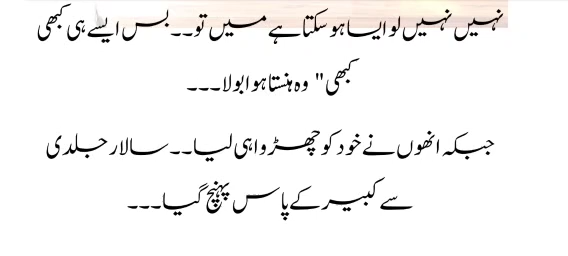 نہیں نہیں لو ایسا ہو سکتا ہے میں تو۔۔بس ایسے ہی کبھی
کبھی" وہ ہنستا ہوا بولا۔۔۔
جبکہ انھوں نے خود کو چھڑوا ہی لیا۔۔سالار جلدی
سے کبیر کے پاس پہنچ گیا۔۔۔